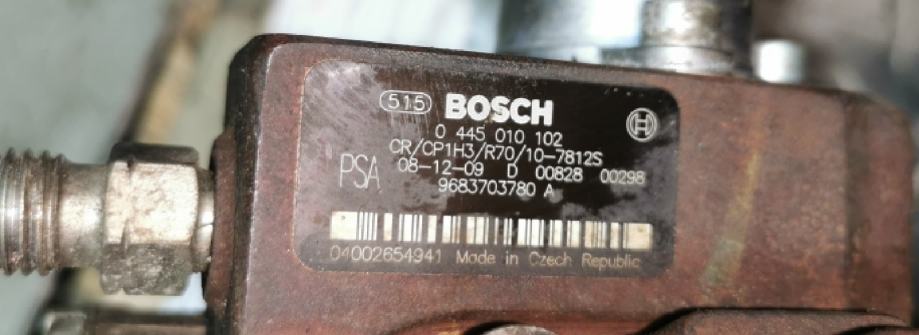 515 BOSCH
0 445 010 102
CR/CP1H3/R70/10-7812S
PSA 08-12-09 D 00828 00298
9683703780 A
04002654941 Made in Czech Republic